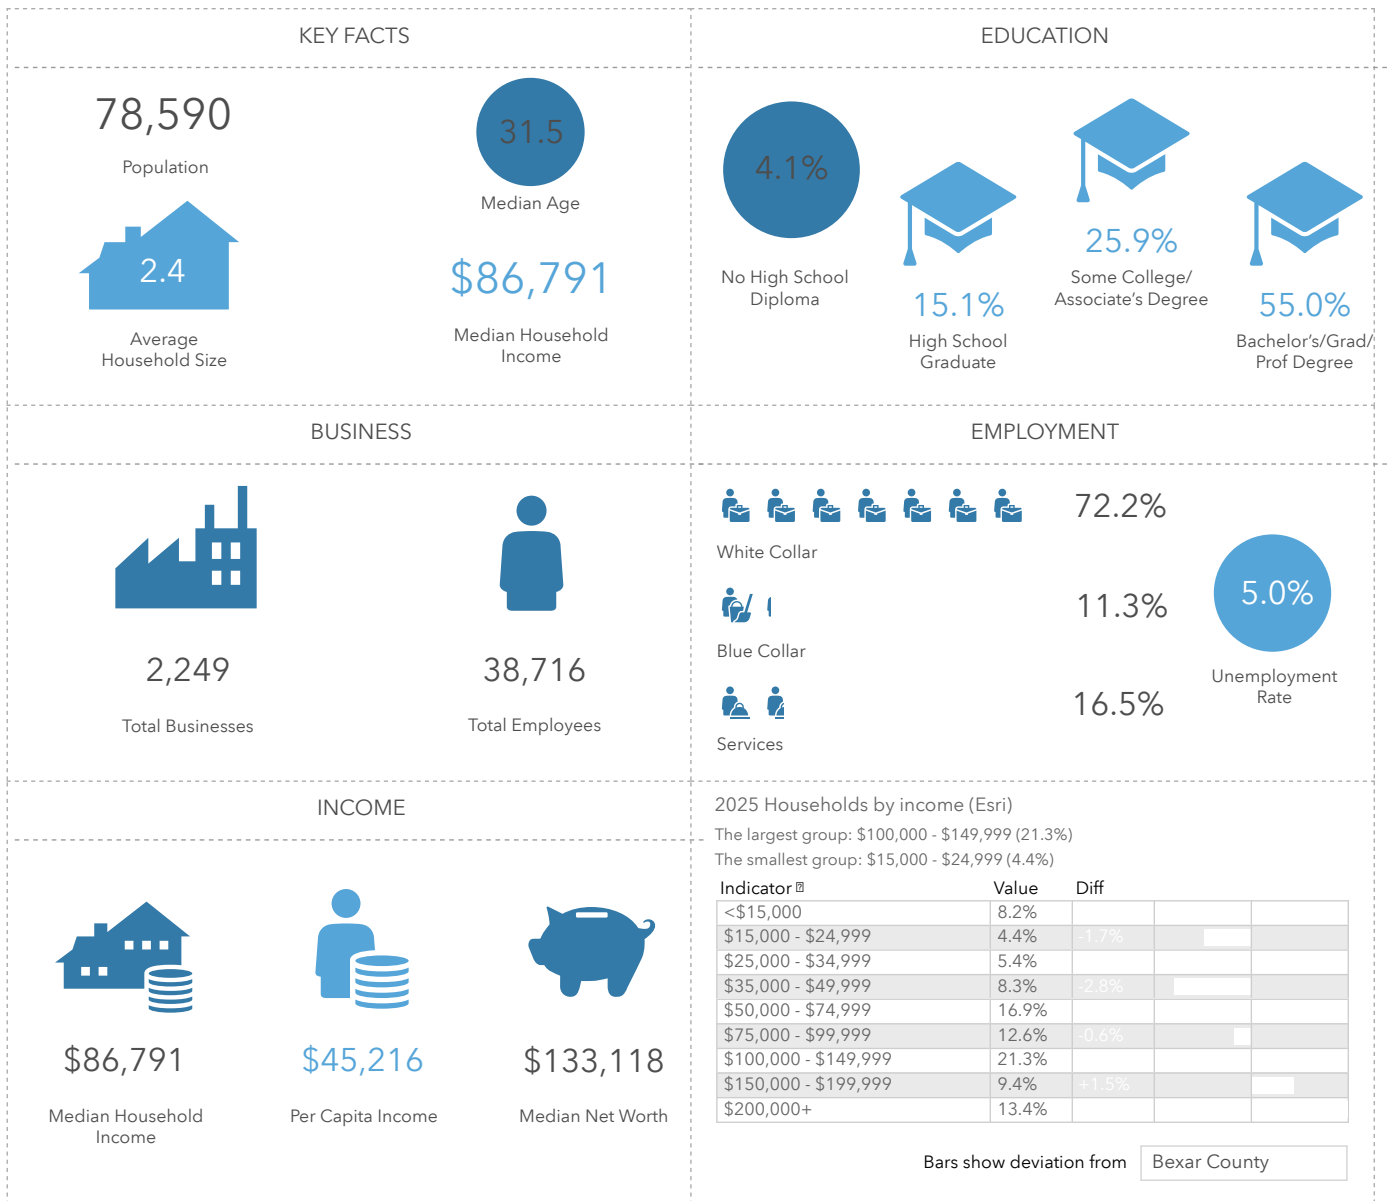 KEY FACTS
78,590
Population
31.5
Median Age
2.4
Average
Household Size
$86,791
Median Household
Income
EDUCATION
4.1%
No High School
Diploma
15.1%
High School
Graduate
25.9%
Some College/
Associate's Degree
55.0%
Bachelor's/Grad/
Prof Degree
BUSINESS
2,249
Total Businesses
38,716
Total Employees
EMPLOYMENT
72.2%
White Collar
11.3%
Blue Collar
16.5%
Services
5.0%
Unemployment
Rate
INCOME
$86,791
Median Household
Income
$45,216
Per Capita Income
$133,118
Median Net Worth
2025 Households by income (Esri)
The largest group: $100,000 - $149,999 (21.3%)
The smallest group: $15,000 - $24,999 (4.4%)
Indicator Value Diff
<$15,000 8.2%
$15,000 - $24,999 4.4% -1.7%
$25,000 - $34,999 5.4%
$35,000 - $49,999 8.3% -2.8%
$50,000 - $74,999 16.9%
$75,000 - $99,999 12.6% -0.6%
$100,000 - $149,999 21.3%
$150,000 - $199,999 9.4% +1.5%
$200,000+ 13.4%
Bars show deviation from Bexar County